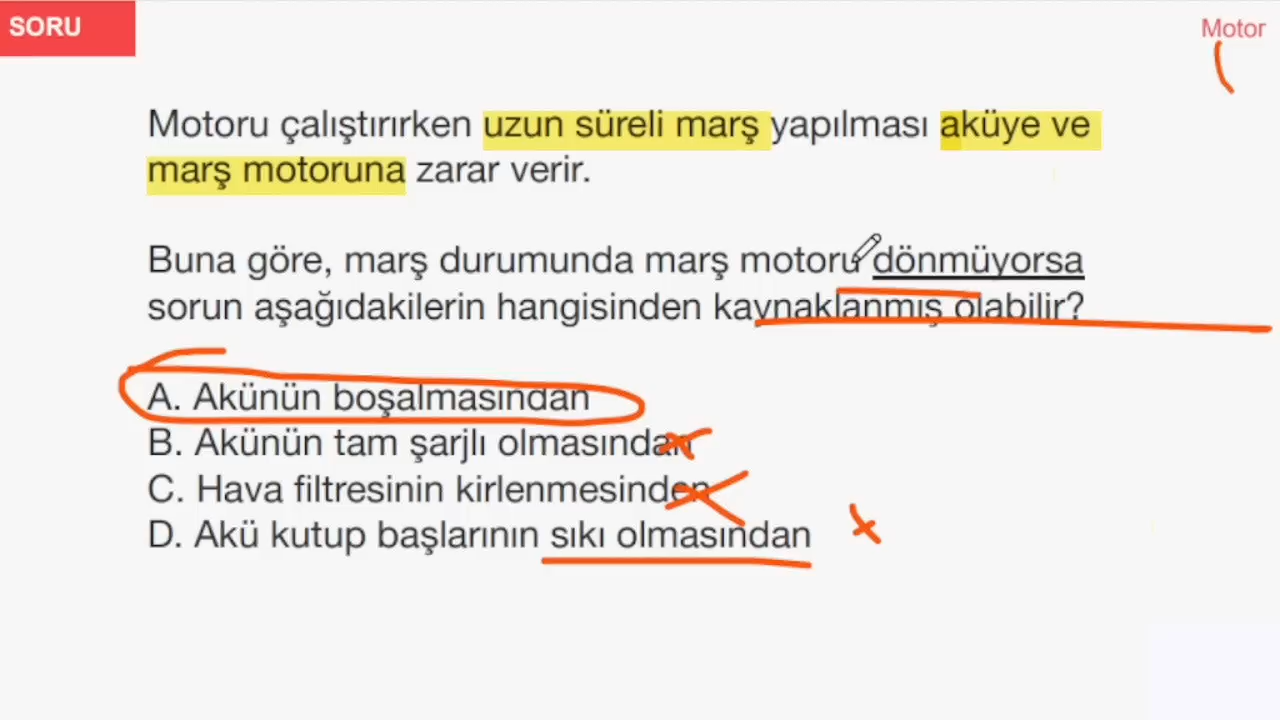 SORU
Motor
Motoru çalıştırırken uzun süreli marş yapılması aküye ve
marş motoruna zarar verir.
Buna göre, marş durumunda marş motoru dönmüyorsa
sorun aşağıdakilerin hangisinden kaynaklanmış olabilir?
A. Akünün boşalmasından
B. Akünün tam şarjlı olmasından
C. Hava filtresinin kirlenmesinden
D. Akü kutup başlarının sıkı olmasından